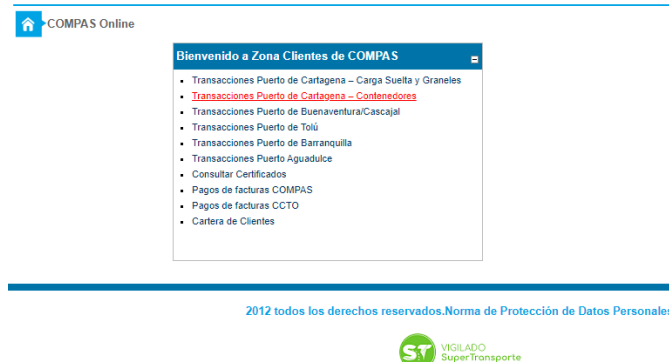 COMPAS Online
Bienvenido a Zona Clientes de COMPAS
Transacciones Puerto de Cartagena – Carga Suelta y Graneles
Transacciones Puerto de Cartagena – Contenedores
Transacciones Puerto de Buenaventura/Cascajal
Transacciones Puerto de Tolú
Transacciones Puerto de Barranquilla
Transacciones Puerto Aguadulce
Consultar Certificados
Pagos de facturas COMPAS
Pagos de facturas CCTO
Cartera de Clientes
2012 todos los derechos reservados.Norma de Protección de Datos Personales
ST VIGILADO
SuperTransporte